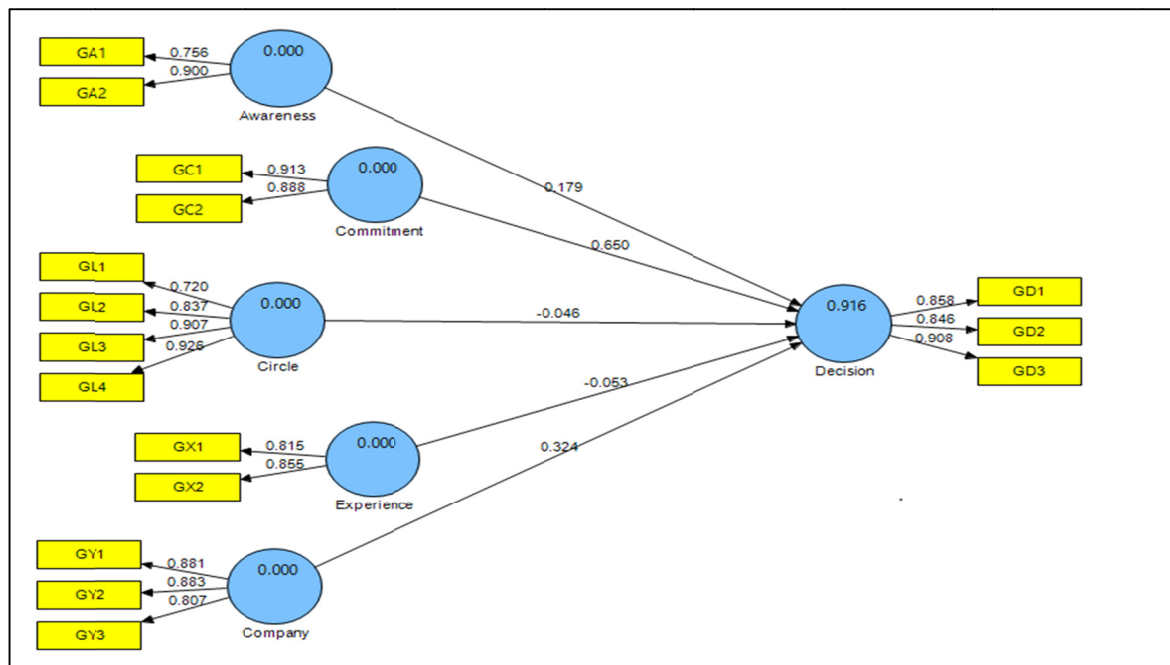 GA1
0.756
0.000
GA2
0.900
Awareness
GC1
0.913
0.000
GC2
0.888
Commitment
0.179
0.650
GL1
0.720
GL2
0.837
0.000
GL3
0.907
GL4
0.926
Circle
-0.046
0.916
Decision
0.858
GD1
0.846
GD2
0.908
GD3
GX1
0.815
0.000
GX2
0.855
Experience
-0.053
0.324
GY1
0.881
0.000
GY2
0.883
GY3
0.807
Company